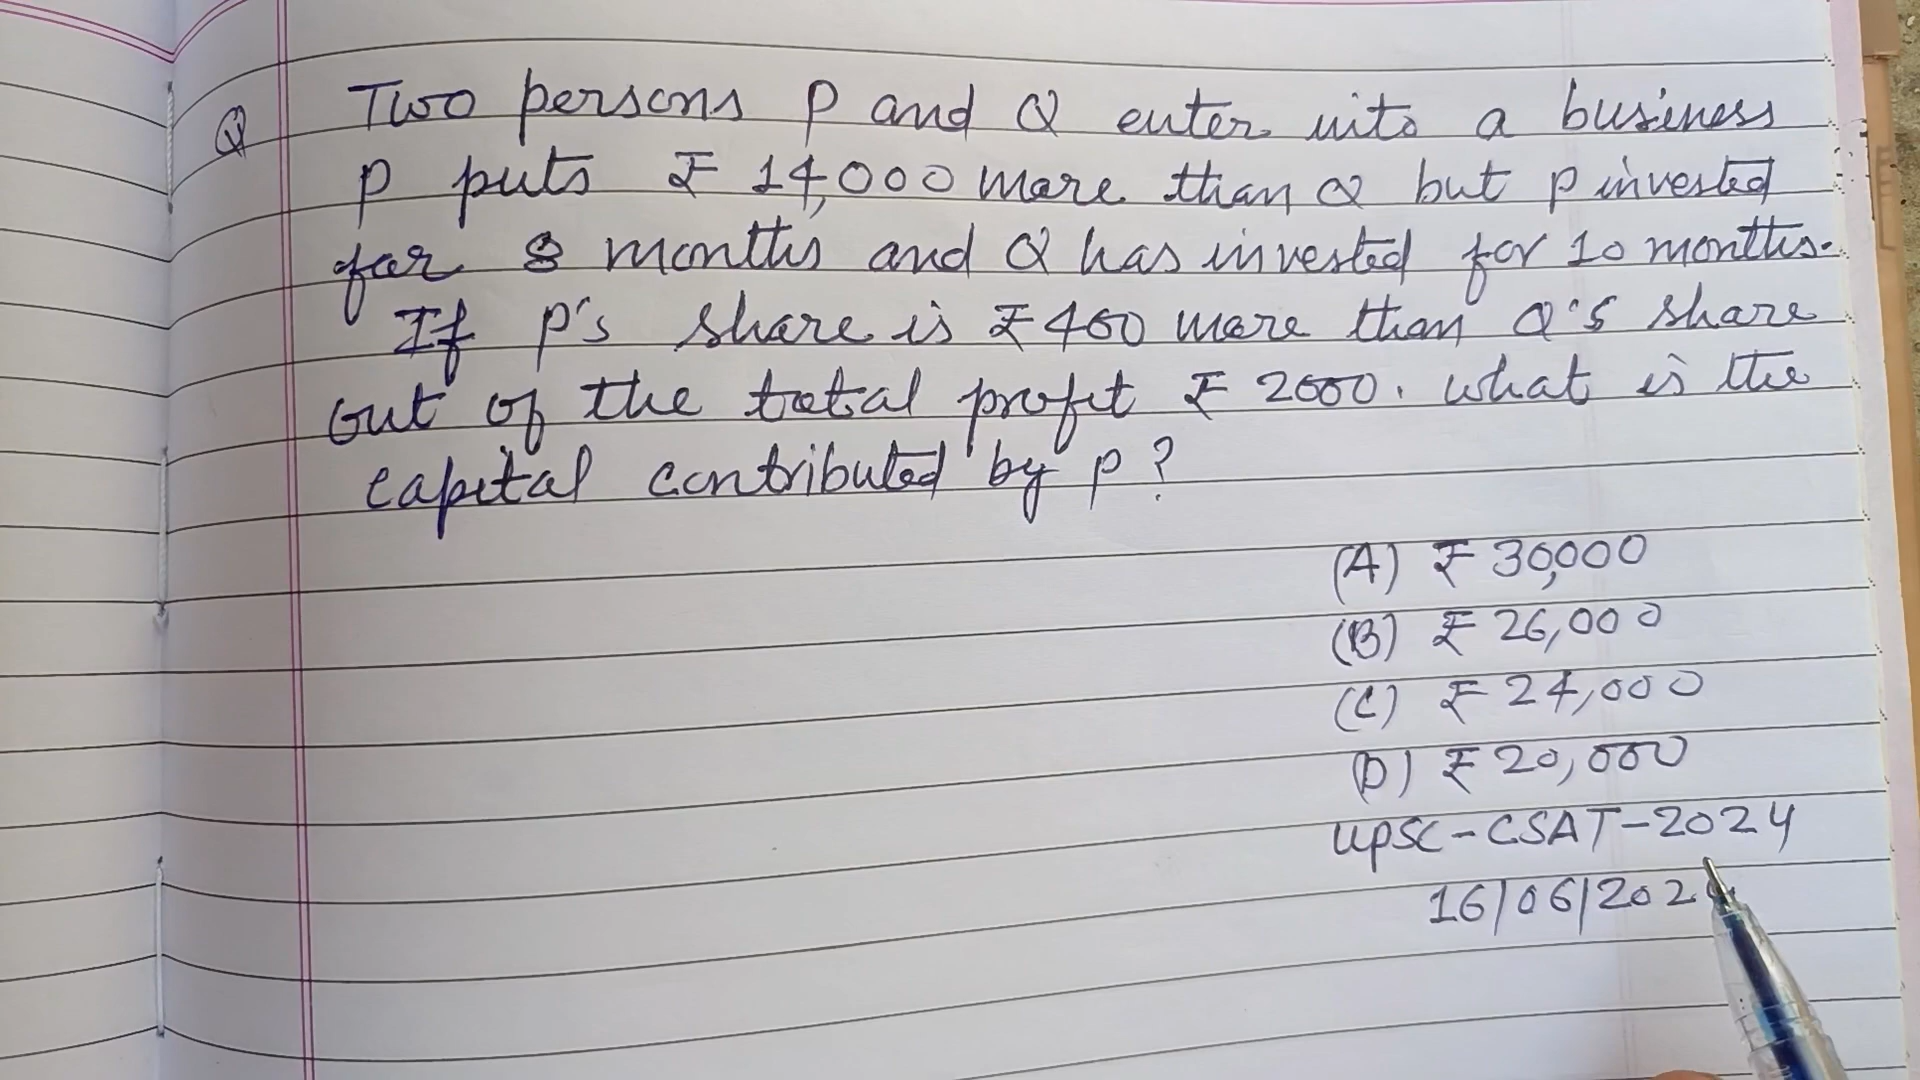 Q Two persons P and Q enter into a business
P puts ₹ 14,000 more than Q but P invested
for 8 months and Q has invested for 10 months.
If P's share is ₹ 400 more than Q's share
out of the total profit ₹ 2000. what is the
capital contributed by P?
(A) ₹ 30,000
(B) ₹ 26,000
(C) ₹ 24,000
(D) ₹ 20,000
UPSC-CSAT-2024
16/06/202